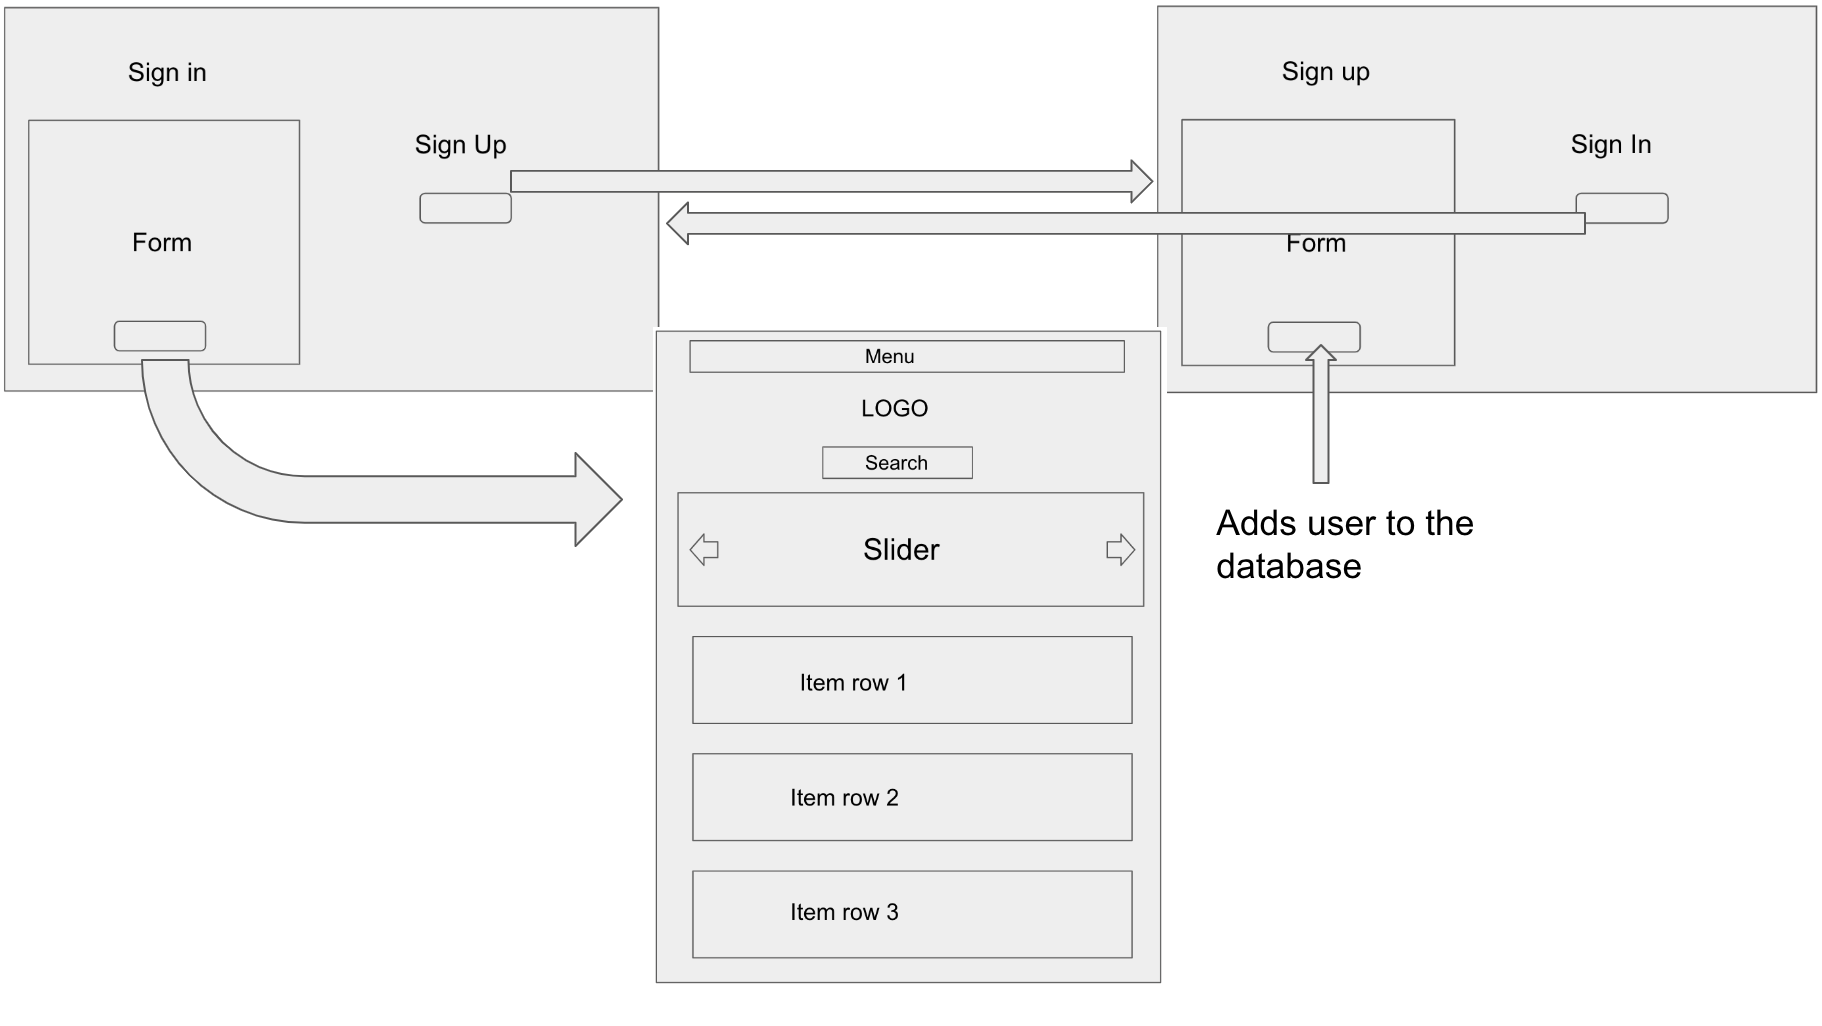 Sign in
Sign Up
Form
Sign up
Sign In
Form
Menu
LOGO
Search
Slider
Item row 1
Item row 2
Item row 3
Adds user to the
database